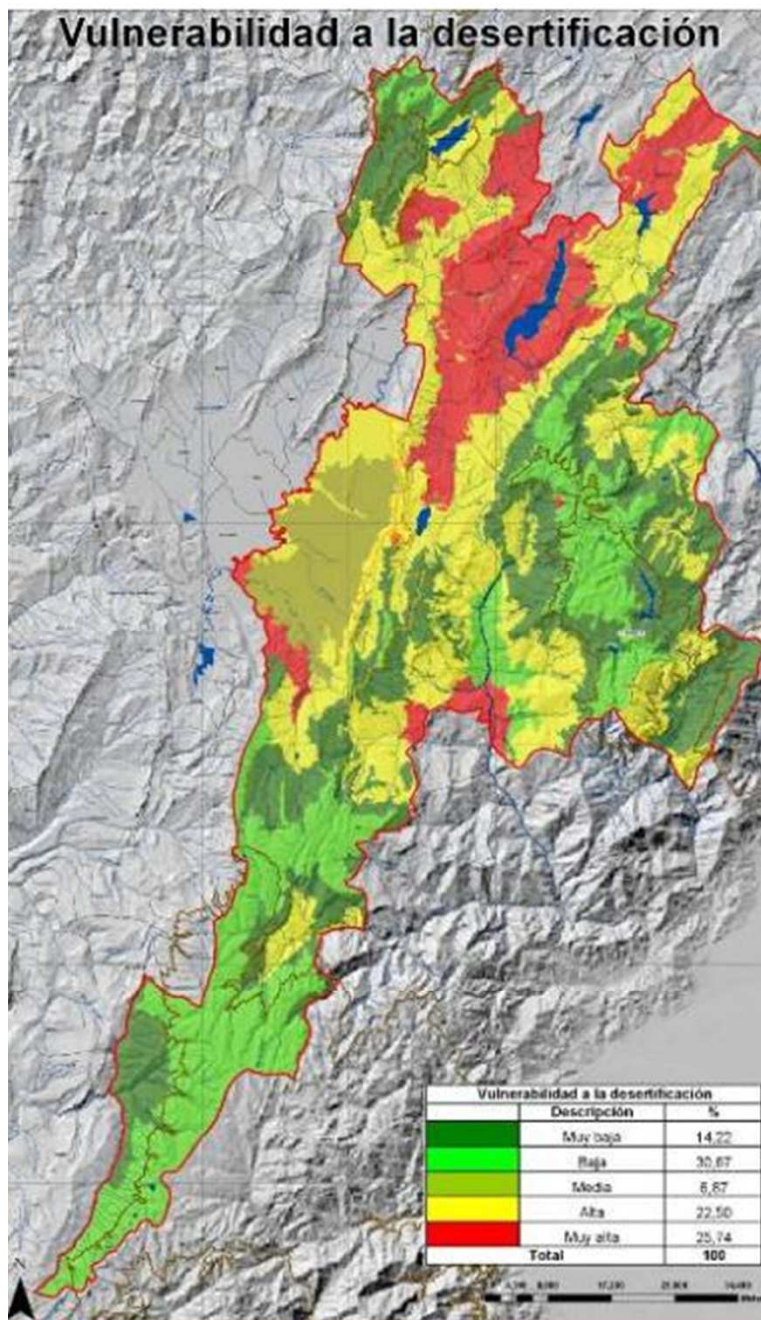 Vulnerabilidad a la desertificación
Vulnerabilidad a la desertificación
Descripción %
Muy baja 14,22
Baja 30,67
Media 6,87
Alta 22,50
Muy alta 25,74
Total 100
N